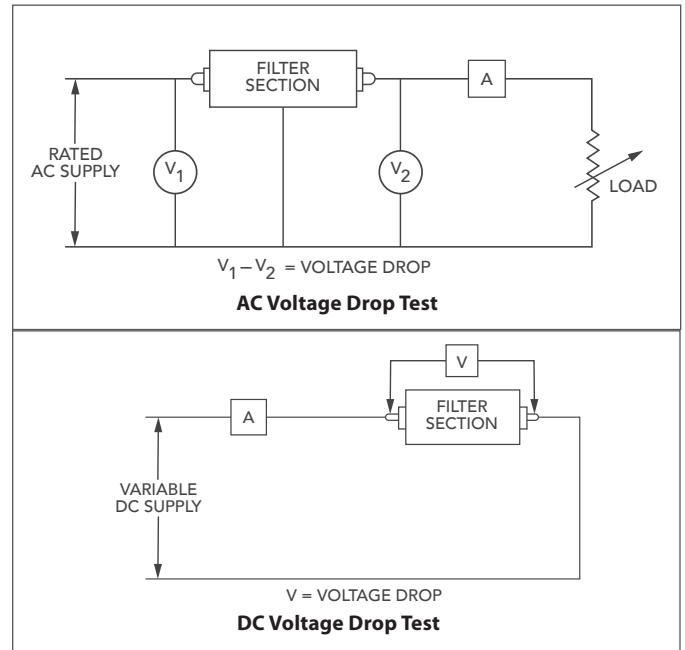 FILTER
SECTION
A
RATED
AC SUPPLY
V1
V2
LOAD
V1 – V2 = VOLTAGE DROP
AC Voltage Drop Test
V
A
FILTER
SECTION
VARIABLE
DC SUPPLY
V = VOLTAGE DROP
DC Voltage Drop Test